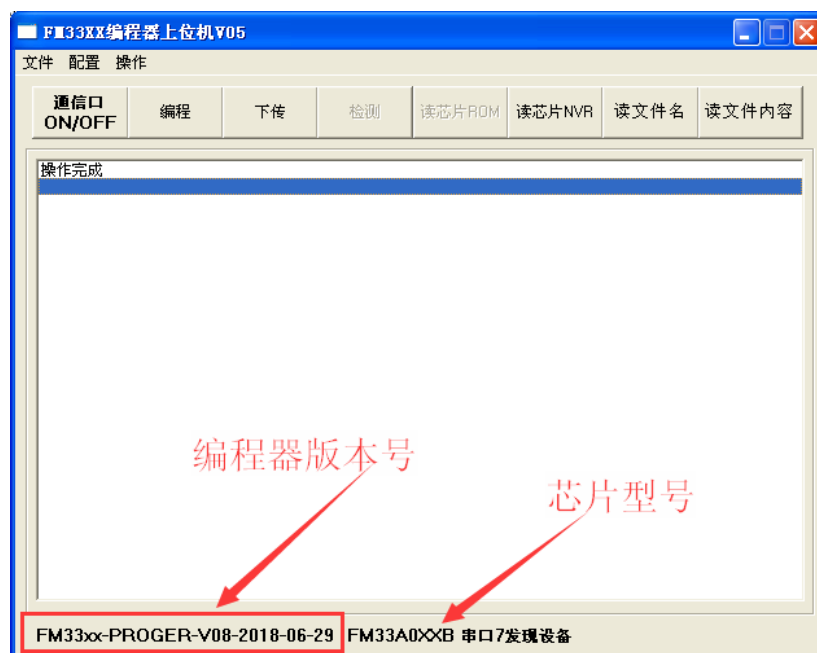 FM33XX编程器上位机V05
文件 配置 操作
通信口 ON/OFF 编程 下传 检测 读芯片ROM 读芯片NVR 读文件名 读文件内容
操作完成
编程器版本号
芯片型号
FM33xx-PROGER-V08-2018-06-29 FM33A0XXB 串口7发现设备